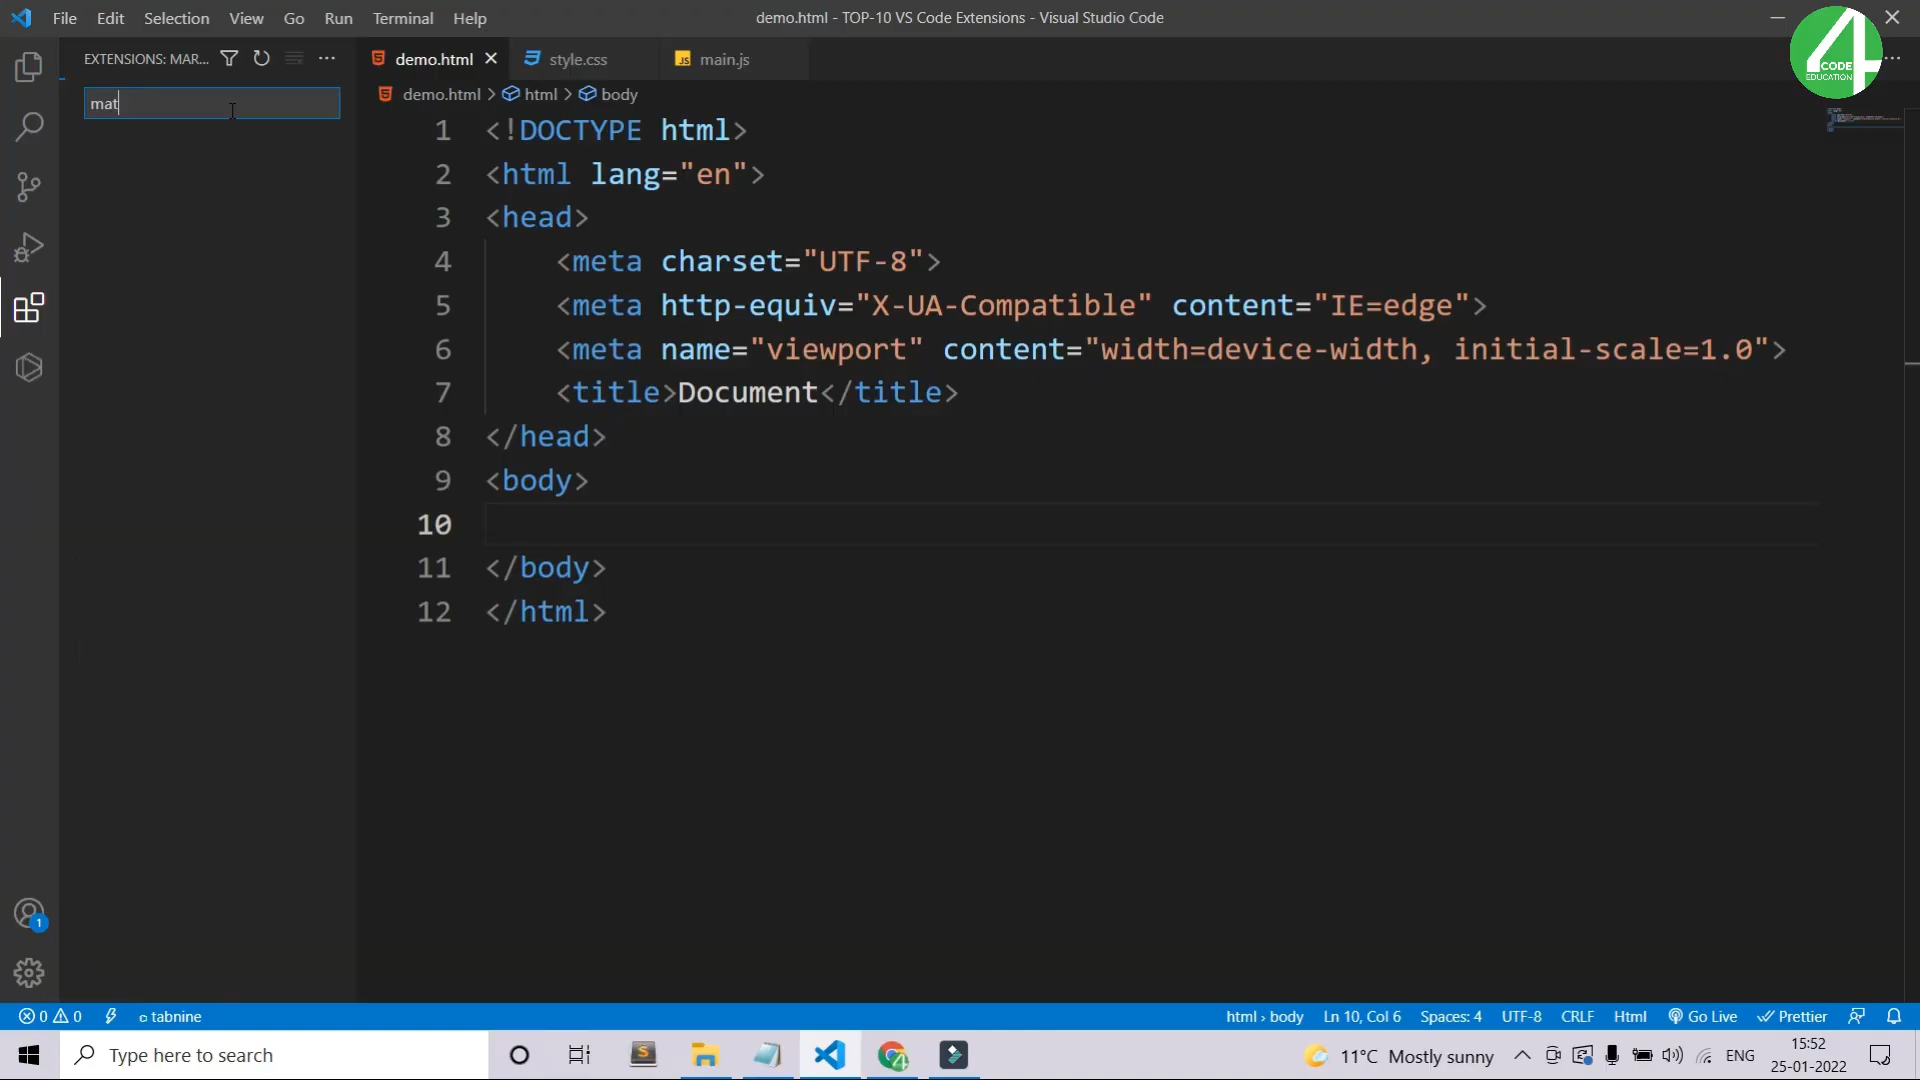 File Edit Selection View Go Run Terminal Help
demo.html - TOP-10 VS Code Extensions - Visual Studio Code
4
CODE
EDUCATION
EXTENSIONS: MAR...
demo.html
style.css
JS main.js
mat
demo.html > html > body
1 <!DOCTYPE html>
2 <html lang="en">
3 <head>
4 <meta charset="UTF-8">
5 <meta http-equiv="X-UA-Compatible" content="IE=edge">
6 <meta name="viewport" content="width=device-width, initial-scale=1.0">
7 <title>Document</title>
8 </head>
9 <body>
10
11 </body>
12 </html>
1
0 0 tabnine
html › body Ln 10, Col 6 Spaces: 4 UTF-8 CRLF Html Go Live Prettier
Type here to search
11°C Mostly sunny
ENG
15:52
25-01-2022